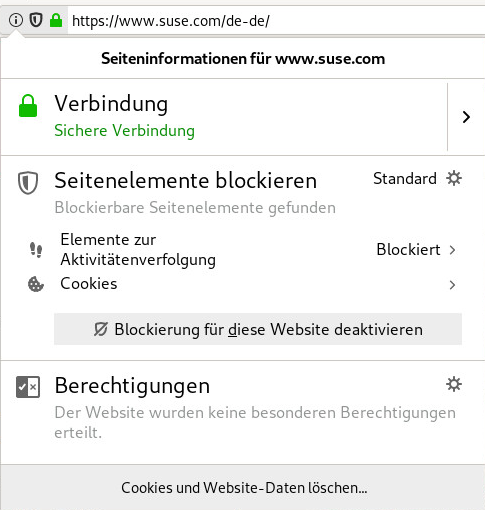 https://www.suse.com/de-de/
Seiteninformationen für www.suse.com
Verbindung
Sichere Verbindung
Seitenelemente blockieren
Standard
Blockierbare Seitenelemente gefunden
Elemente zur
Aktivitätenverfolgung
Blockiert
Cookies
Blockierung für diese Website deaktivieren
Berechtigungen
Der Website wurden keine besonderen Berechtigungen
erteilt.
Cookies und Website-Daten löschen...